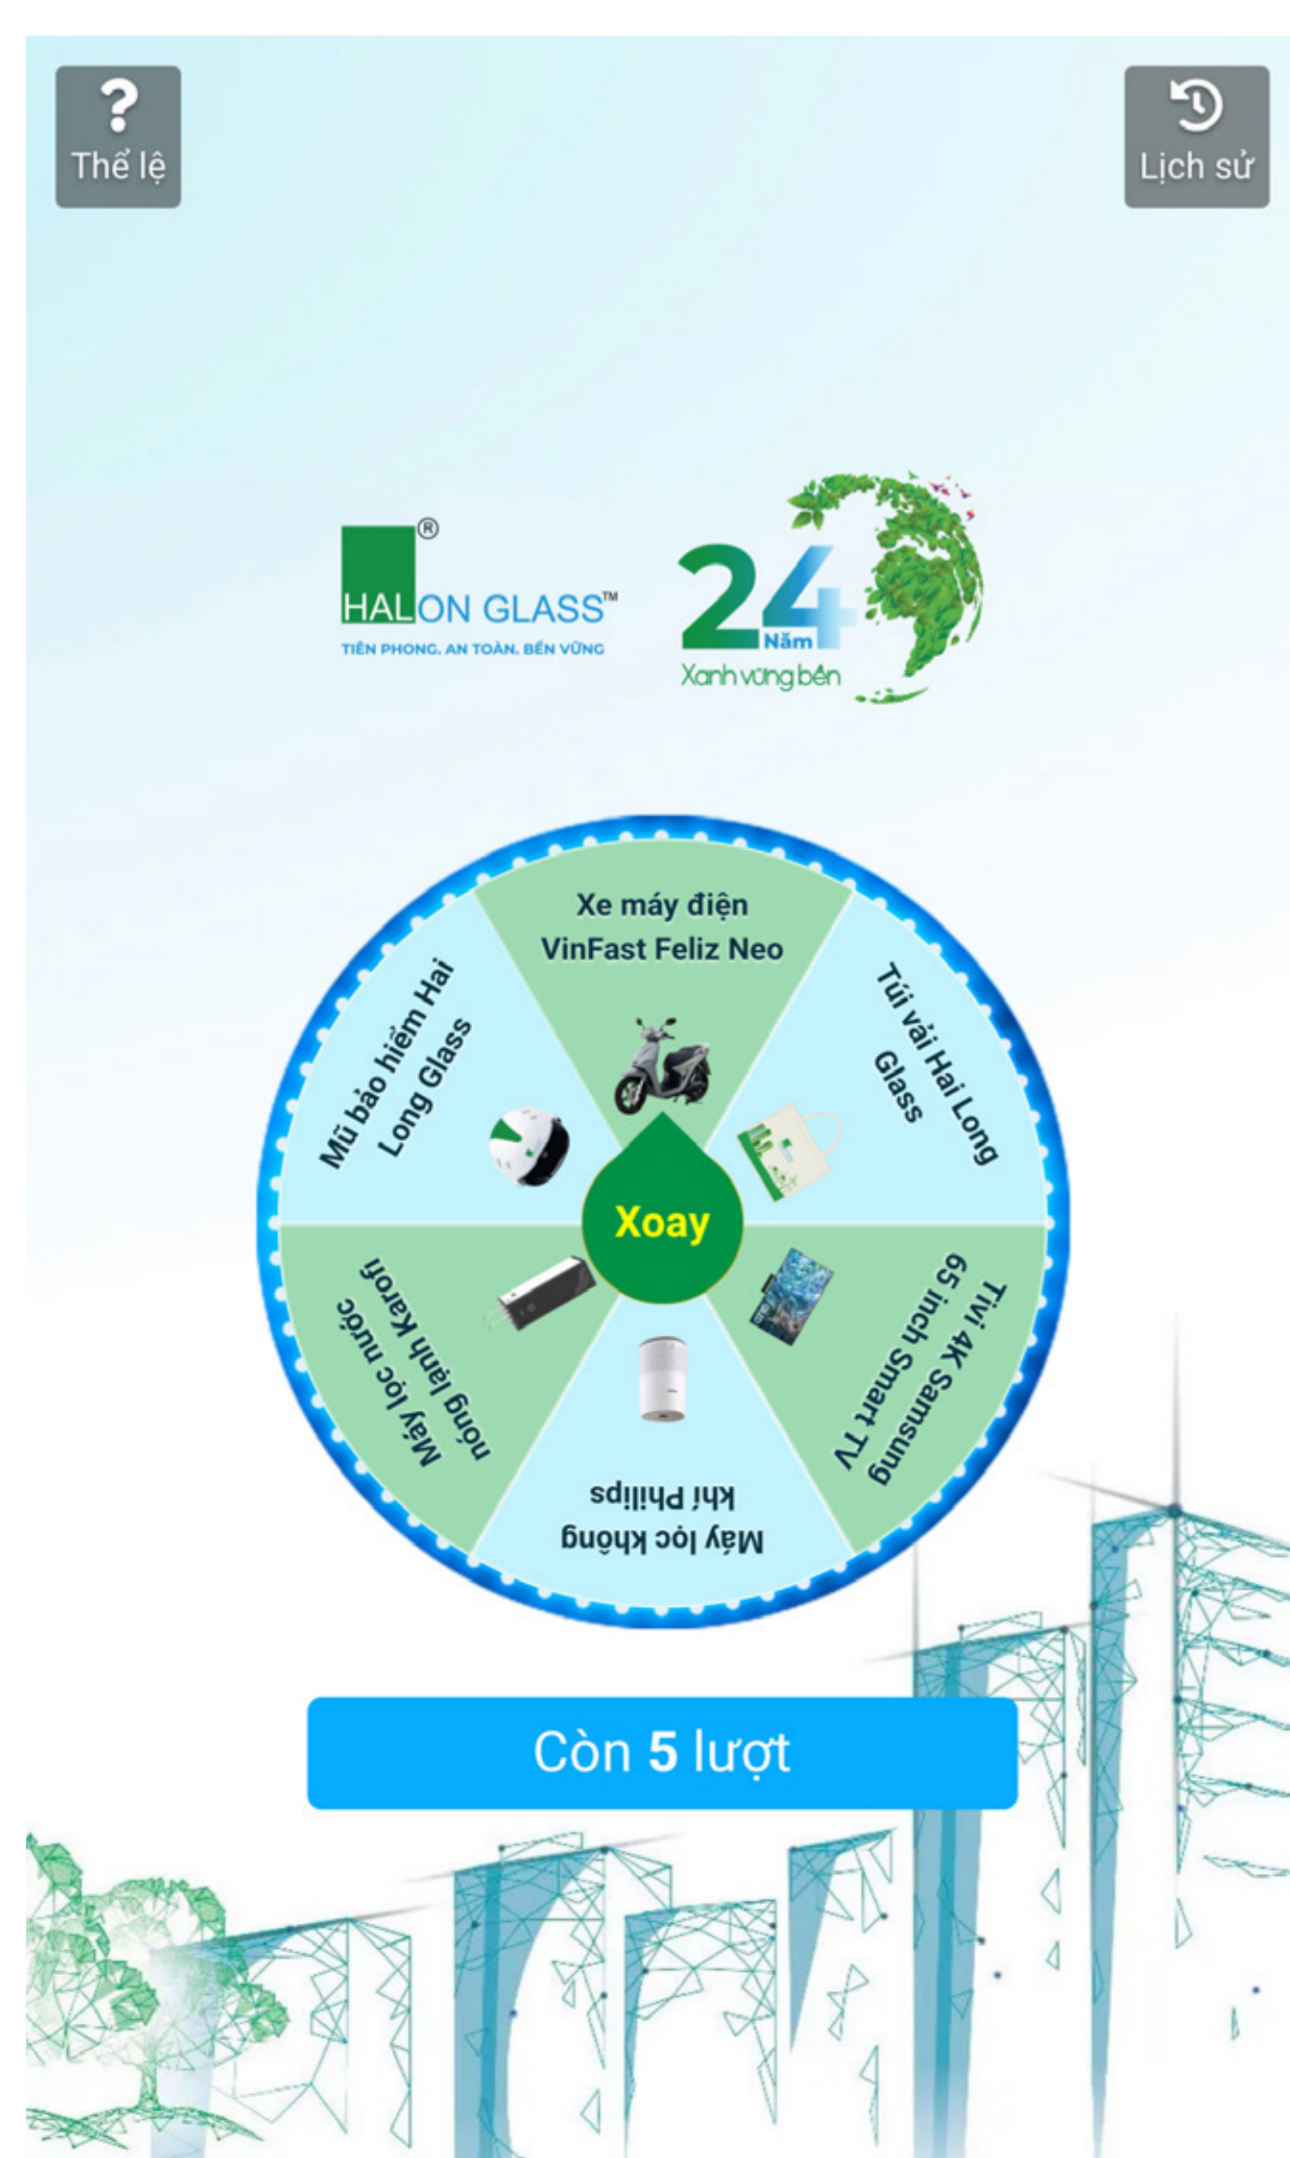 ?
Thể lệ
Lịch sử
HALON GLASS™
®
TIÊN PHONG. AN TOÀN. BỀN VỮNG
24
Năm
Xanh vững bền
Xe máy điện
VinFast Feliz Neo
Túi vải Hai Long
Glass
Tivi 4K Samsung
65 inch Smart TV
Máy lọc không
khí Philips
Máy lọc nước
nóng lạnh Karofi
Mũ bảo hiểm Hai
Long Glass
Xoay
Còn 5 lượt